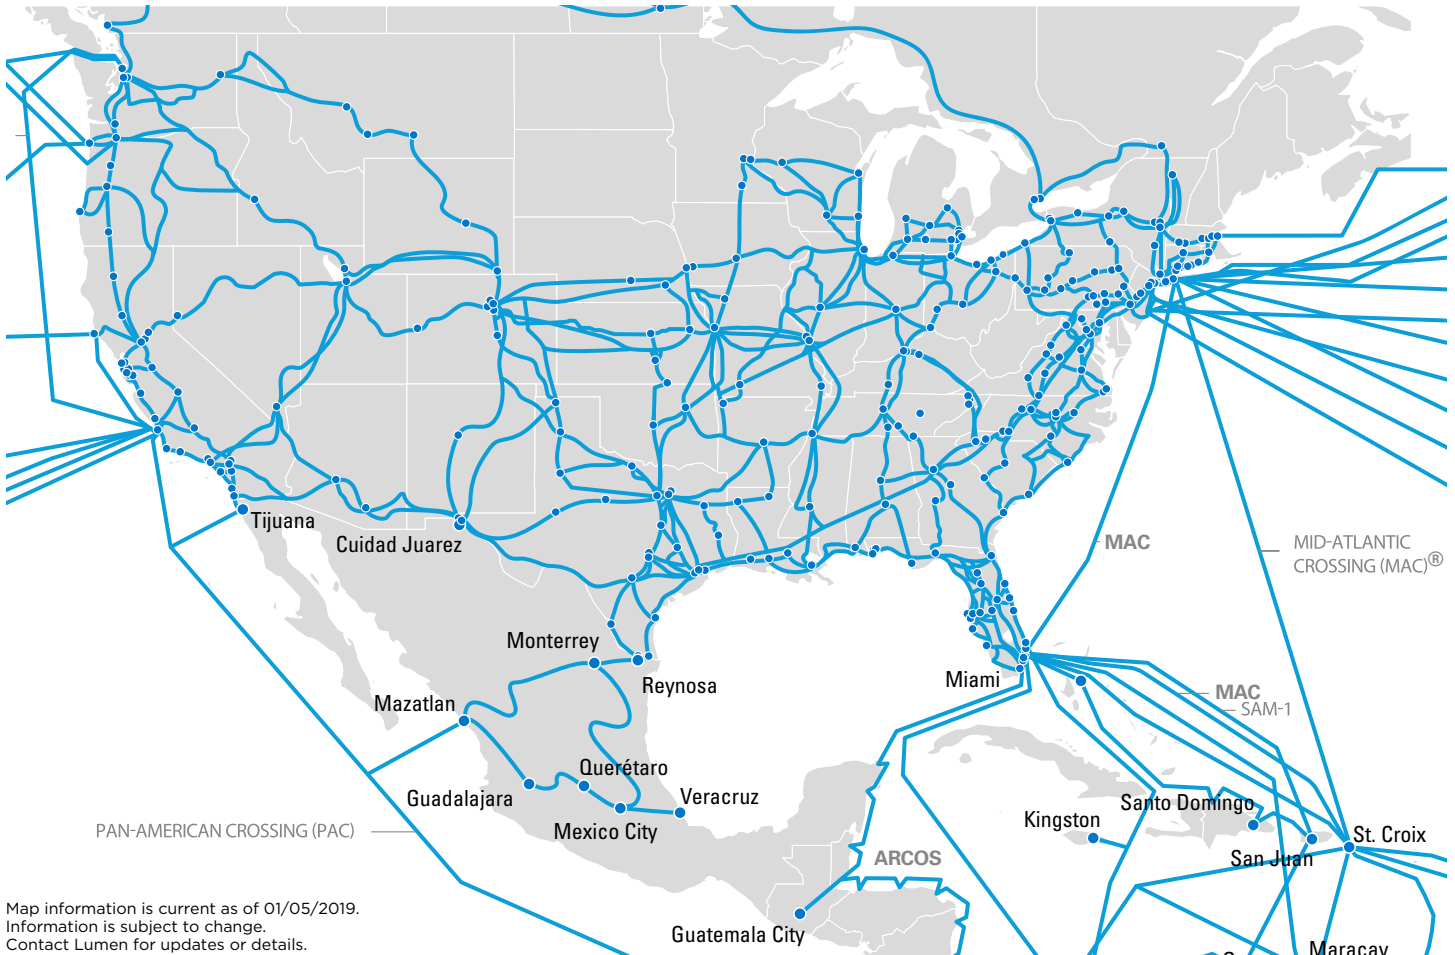 Tijuana
Cuidad Juarez
MAC
MID-ATLANTIC
CROSSING (MAC)®
Monterrey
Reynosa
Miami
Mazatlan
MAC
SAM-1
Querétaro
Guadalajara
Veracruz
Mexico City
Santo Domingo
Kingston
PAN-AMERICAN CROSSING (PAC)
St. Croix
San Juan
ARCOS
Guatemala City
Maracay
Map information is current as of 01/05/2019.
Information is subject to change.
Contact Lumen for updates or details.